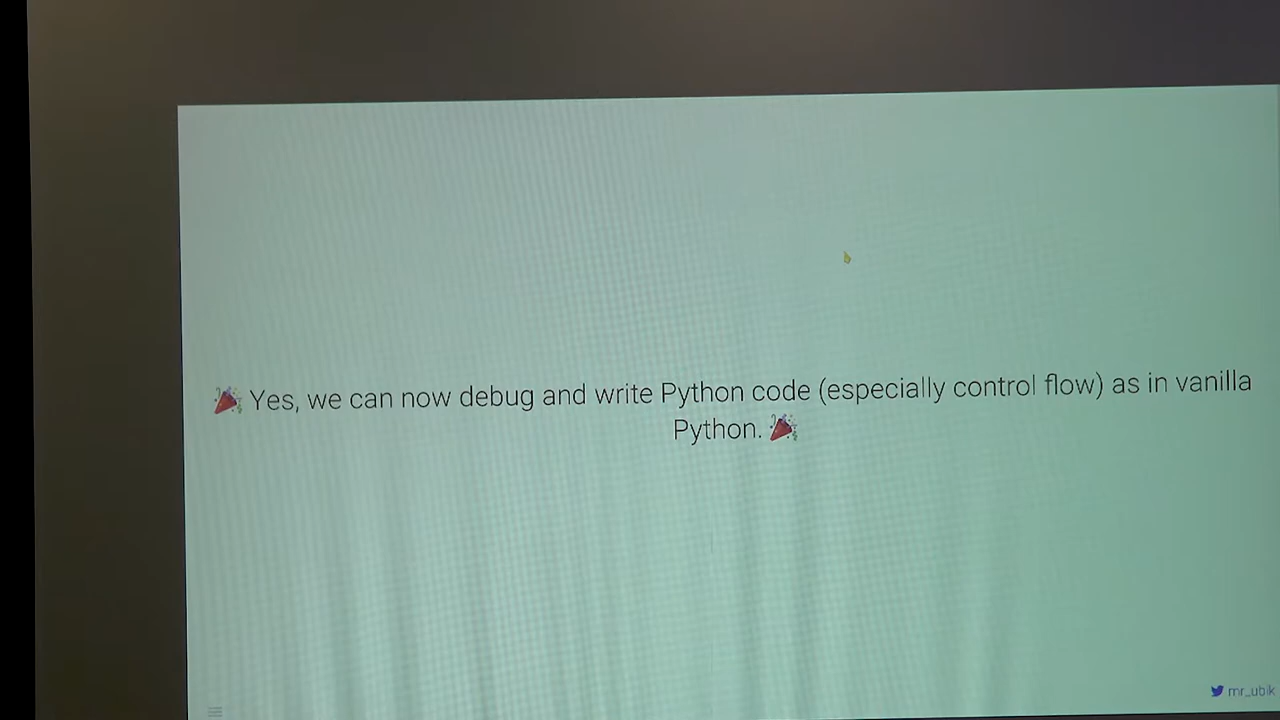 🎉 Yes, we can now debug and write Python code (especially control flow) as in vanilla
Python. 🎉
mr_ubik